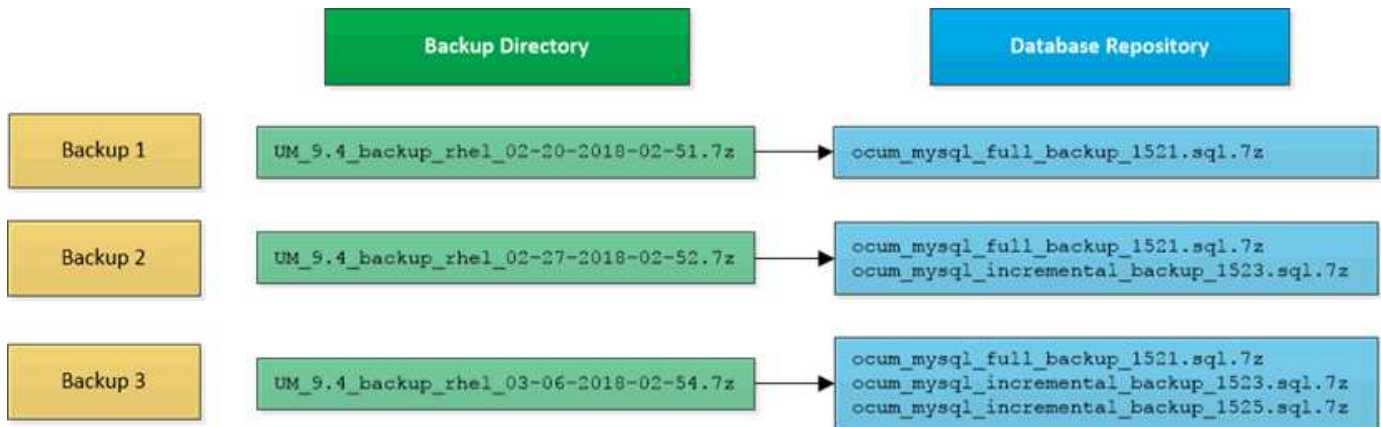 Backup Directory
Database Repository
Backup 1
UM_9.4_backup_rhel_02-20-2018-02-51.7z
ocum_mysql_full_backup_1521.sql.7z
Backup 2
UM_9.4_backup_rhel_02-27-2018-02-52.7z
ocum_mysql_full_backup_1521.sql.7z
ocum_mysql_incremental_backup_1523.sql.7z
Backup 3
UM_9.4_backup_rhel_03-06-2018-02-54.7z
ocum_mysql_full_backup_1521.sql.7z
ocum_mysql_incremental_backup_1523.sql.7z
ocum_mysql_incremental_backup_1525.sql.7z